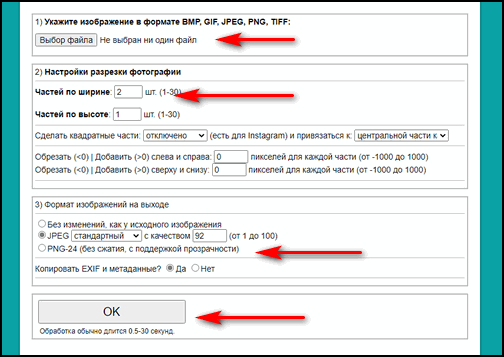 1) Укажите изображение в формате BMP, GIF, JPEG, PNG, TIFF:
Выбор файла Не выбран ни один файл
2) Настройки разрезки фотографии
Частей по ширине: 2 шт. (1-30)
Частей по высоте: 1 шт. (1-30)
Сделать квадратные части: отключено (есть для Instagram) и привязаться к: центральной части к
Обрезать (<0) | Добавить (>0) слева и справа: 0 пикселей для каждой части (от -1000 до 1000)
Обрезать (<0) | Добавить (>0) сверху и снизу: 0 пикселей для каждой части (от -1000 до 1000)
3) Формат изображений на выходе
Без изменений, как у исходного изображения
JPEG стандартный с качеством 92 (от 1 до 100)
PNG-24 (без сжатия, с поддержкой прозрачности)
Копировать EXIF и метаданные? Да Нет
OK
Обработка обычно длится 0.5-30 секунд.